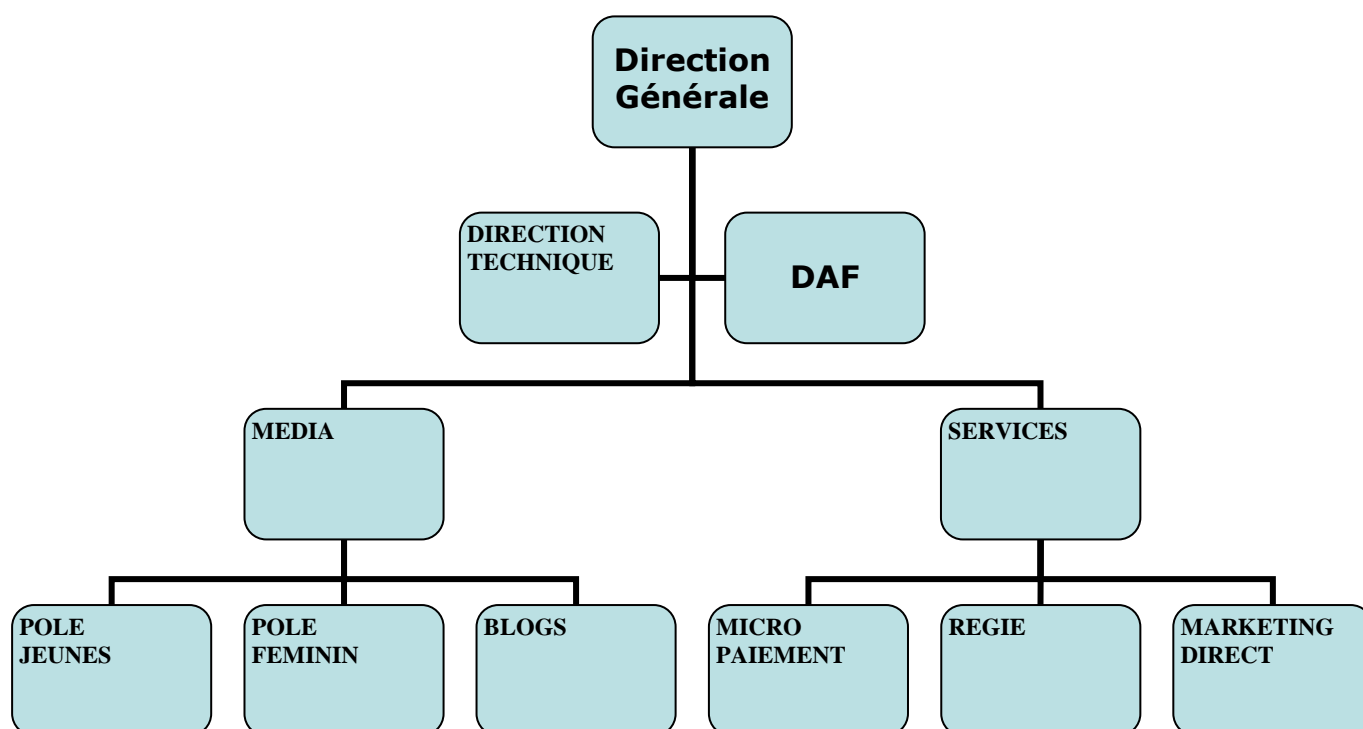 Direction
Générale
DIRECTION
TECHNIQUE
DAF
MEDIA
SERVICES
POLE
JEUNES
POLE
FEMININ
BLOGS
MICRO
PAIEMENT
REGIE
MARKETING
DIRECT